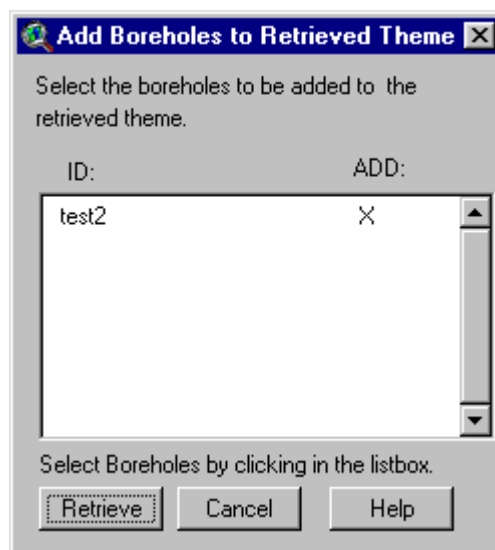 Add Boreholes to Retrieved Theme
Select the boreholes to be added to the
retrieved theme.
ID: ADD:
test2 X
Select Boreholes by clicking in the listbox.
Retrieve Cancel Help